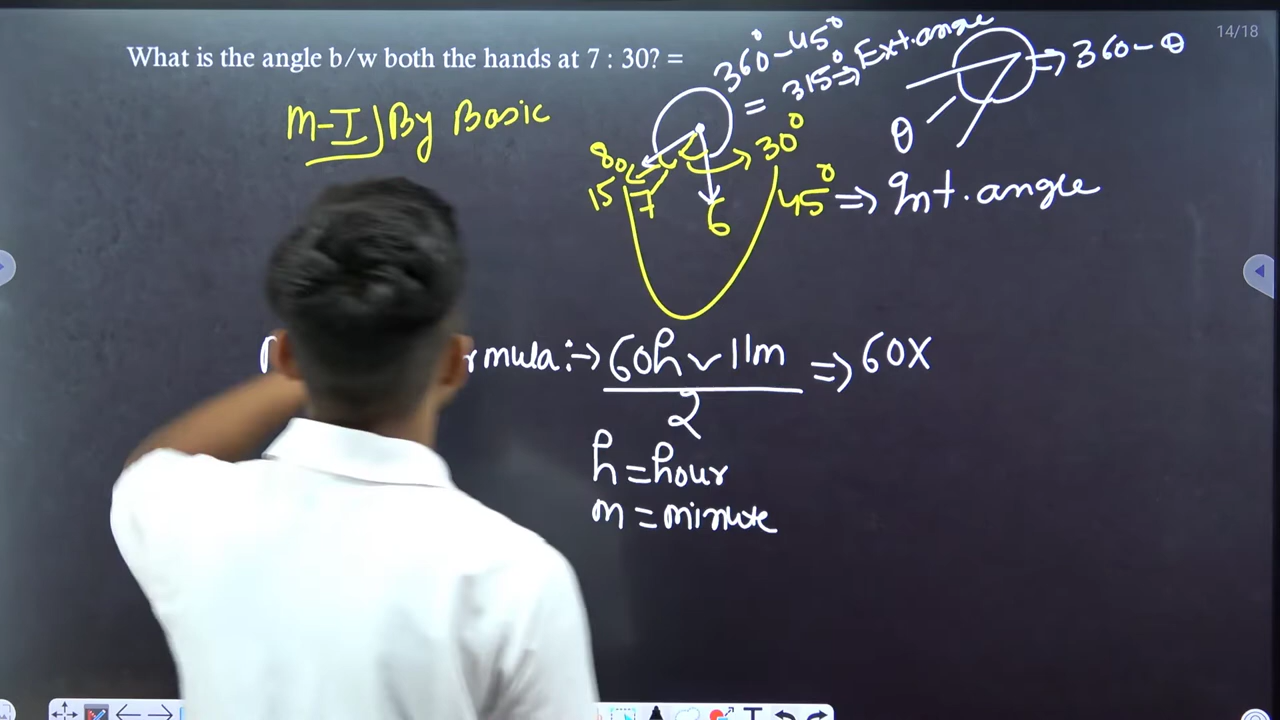 14/18
What is the angle b/w both the hands at 7 : 30? =
360°-45°
= 315° ⇒ Ext.angle
⇒ 360-θ
θ
M-I) By Basic
30°
8
15°
7
6
45° ⇒ Int.angle
rmula:→ 60h ~ 11m ⇒ 60x
2
h = hour
m = minute